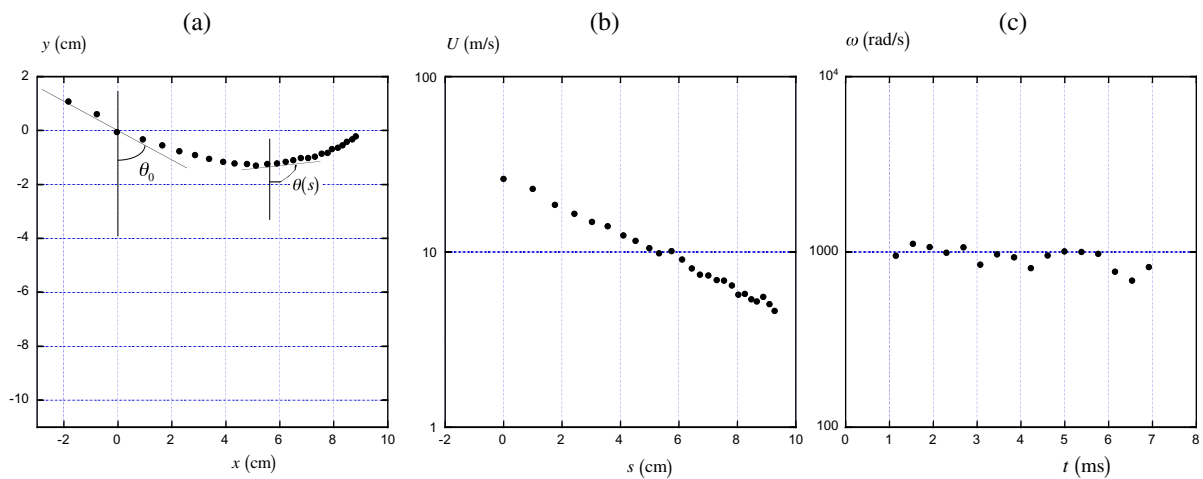 (a)
y (cm)
2
0
-2
-4
-6
-8
-10
θ₀
θ(s)
-2 0 2 4 6 8 10
x (cm)
(b)
U (m/s)
100
10
1
-2 0 2 4 6 8 10
s (cm)
(c)
ω (rad/s)
10⁴
1000
100
0 1 2 3 4 5 6 7 8
t (ms)